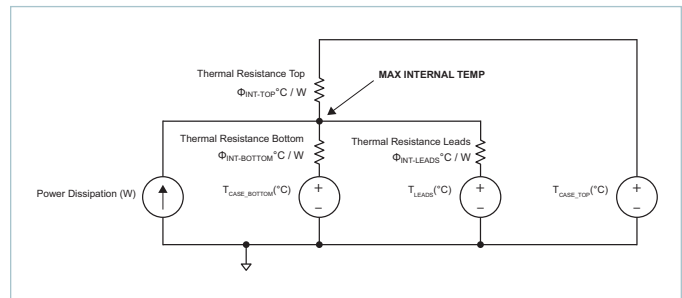 Thermal Resistance Top
MAX INTERNAL TEMP
ΦINT-TOP°C / W
Thermal Resistance Bottom
Thermal Resistance Leads
ΦINT-BOTTOM°C / W
ΦINT-LEADS°C / W
Power Dissipation (W)
TCASE_BOTTOM(°C)
+
–
TLEADS(°C)
+
–
TCASE_TOP(°C)
+
–